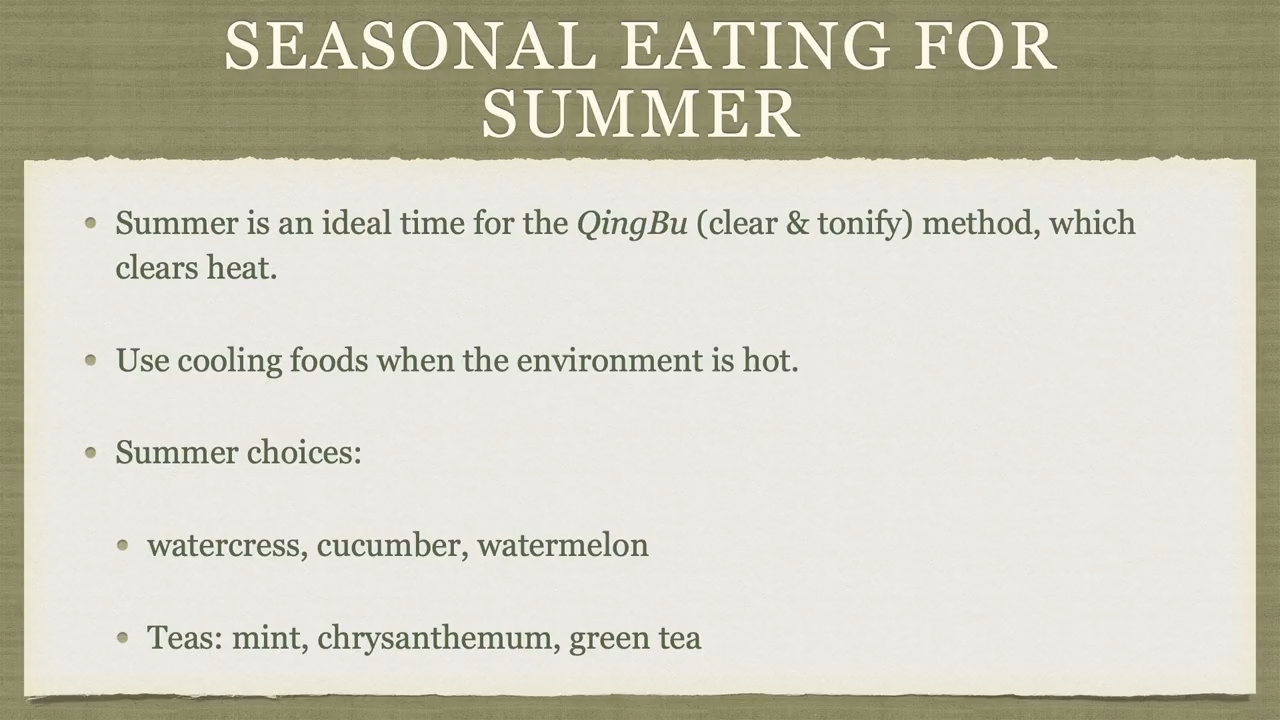 SEASONAL EATING FOR
SUMMER
• Summer is an ideal time for the QingBu (clear & tonify) method, which
clears heat.
• Use cooling foods when the environment is hot.
• Summer choices:
• watercress, cucumber, watermelon
• Teas: mint, chrysanthemum, green tea